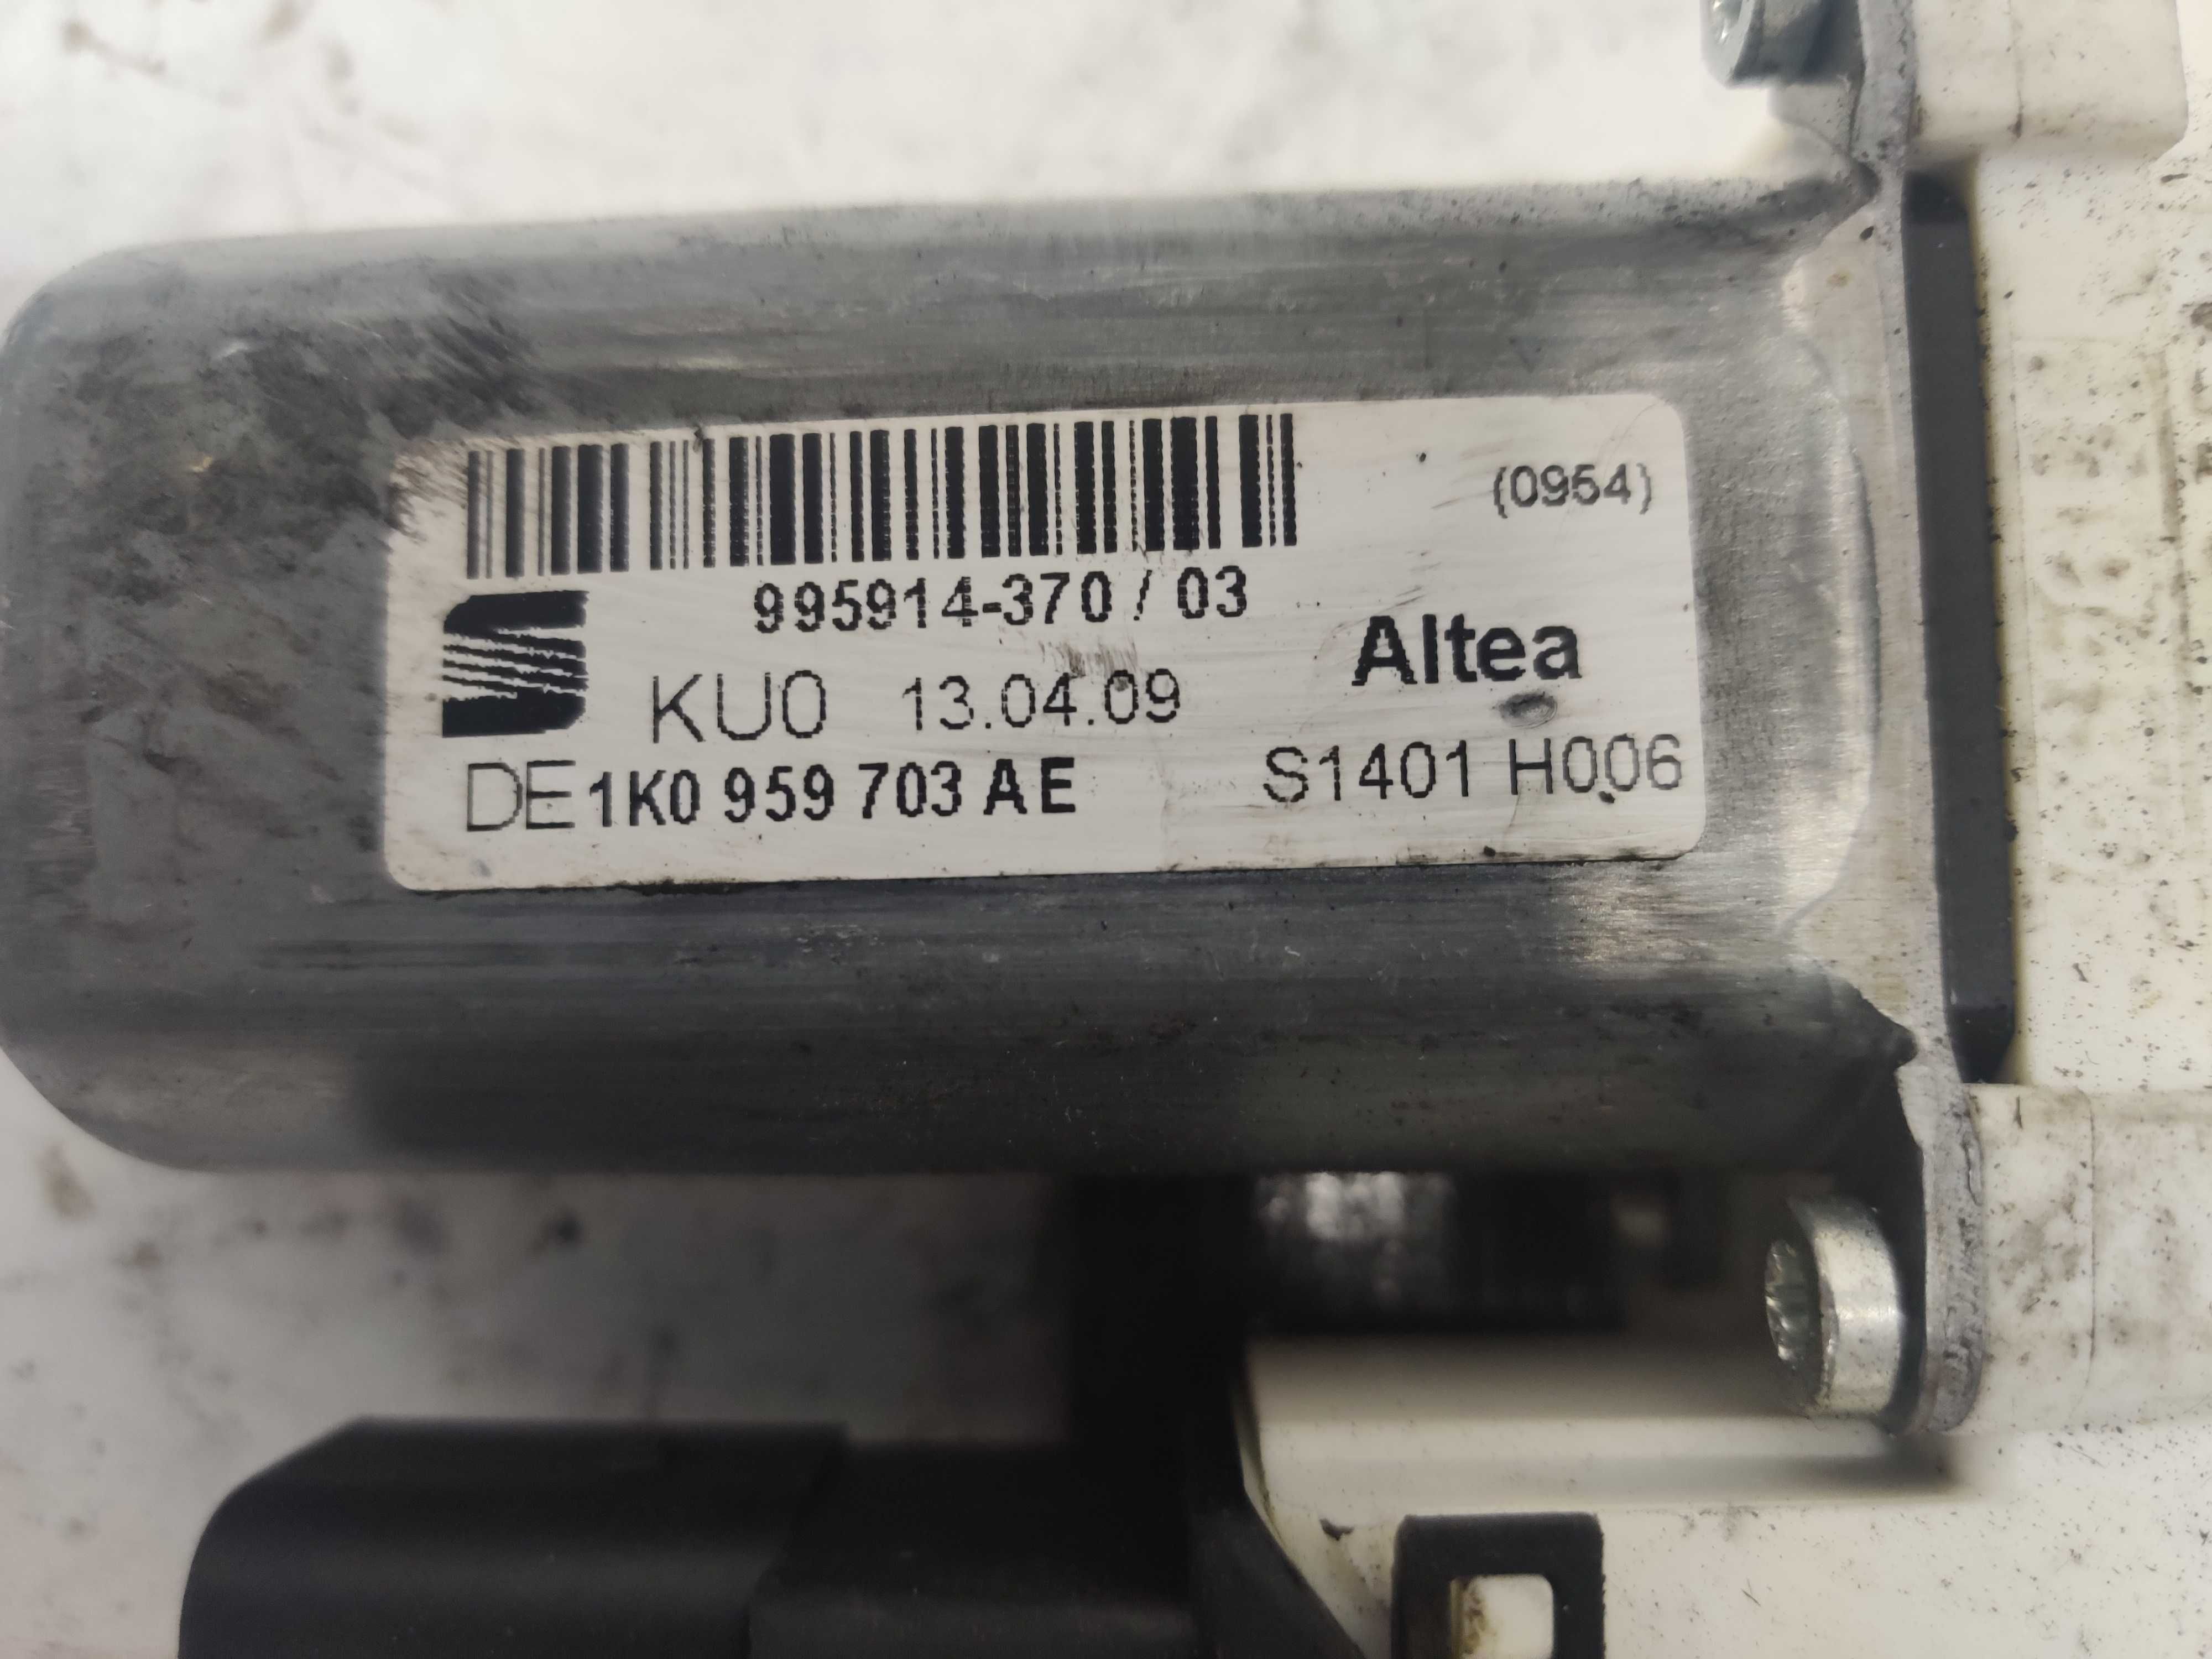 (0954)
995914-370 / 03
Altea
KU0 13.04.09
DE 1K0 959 703 AE S1401 H006